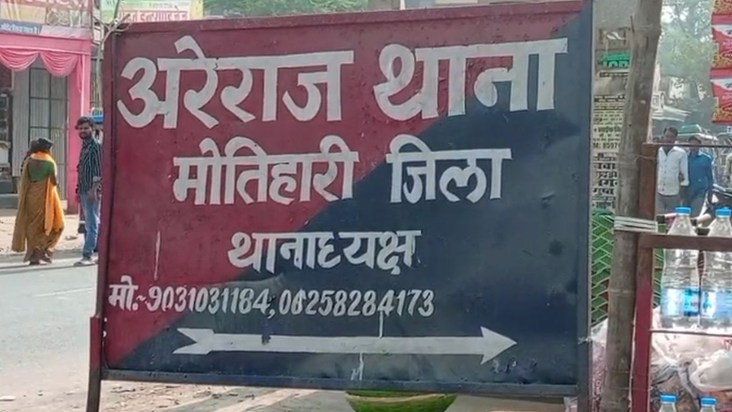 अरेराज थाना
मोतिहारी जिला
थानाध्यक्ष
मो:-9031031184, 06258284173